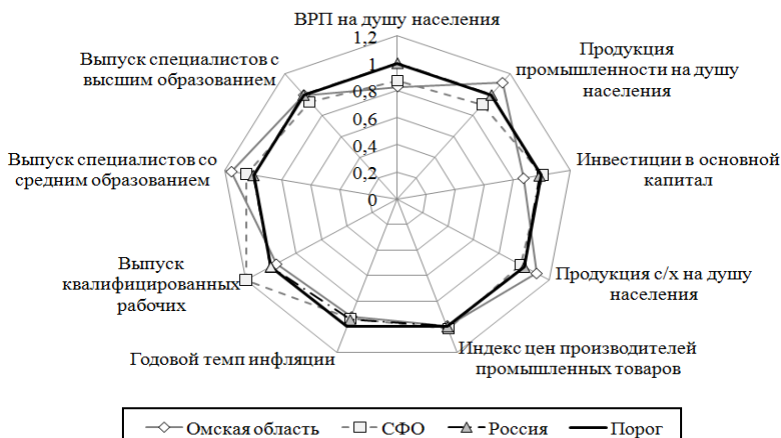 ВРП на душу населения
1,2
1
0,8
0,6
0,4
0,2
0
Продукция
промышленности на душу
населения
Инвестиции в основной
капитал
Продукция с/х на душу
населения
Индекс цен производителей
промышленных товаров
Годовой темп инфляции
Выпуск
квалифицированных
рабочих
Выпуск специалистов со
средним образованием
Выпуск специалистов с
высшим образованием
Омская область
СФО
Россия
Порог